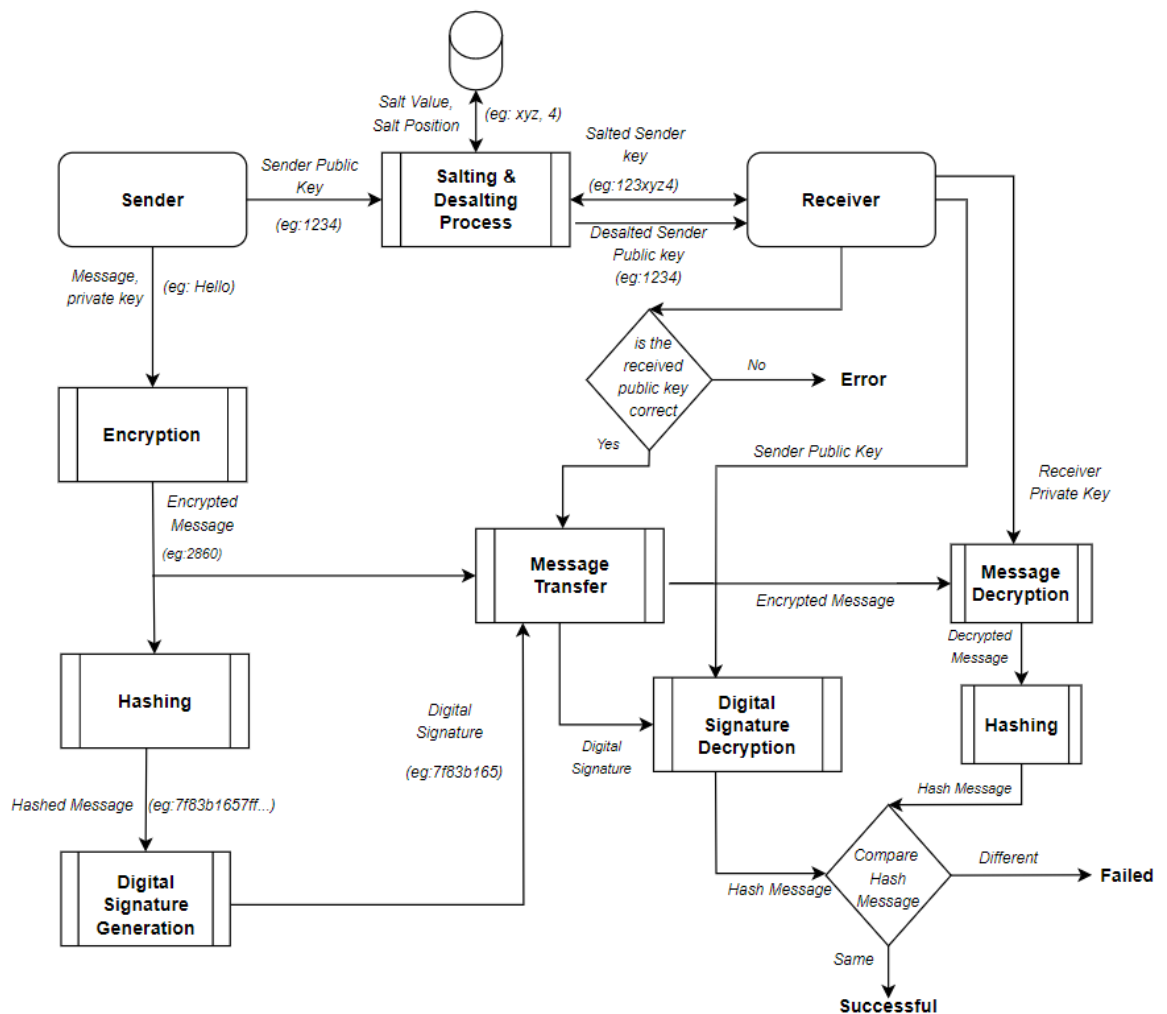 Salt Value,
Salt Position
(eg: xyz, 4)
Sender
Sender Public
Key
(eg:1234)
Salting &
Desalting
Process
Salted Sender
key
(eg:123xyz4)
Desalted Sender
Public key
(eg:1234)
Receiver
Message,
private key
(eg: Hello)
is the
received
public key
correct
No
Error
Yes
Encryption
Sender Public Key
Receiver
Private Key
Encrypted
Message
(eg:2860)
Message
Transfer
Encrypted Message
Message
Decryption
Decrypted
Message
Hashing
Digital
Signature
(eg:7f83b165)
Digital
Signature
Digital
Signature
Decryption
Hashing
Hashed Message
(eg:7f83b1657ff...)
Hash Message
Digital
Signature
Generation
Hash Message
Compare
Hash
Message
Different
Failed
Same
Successful